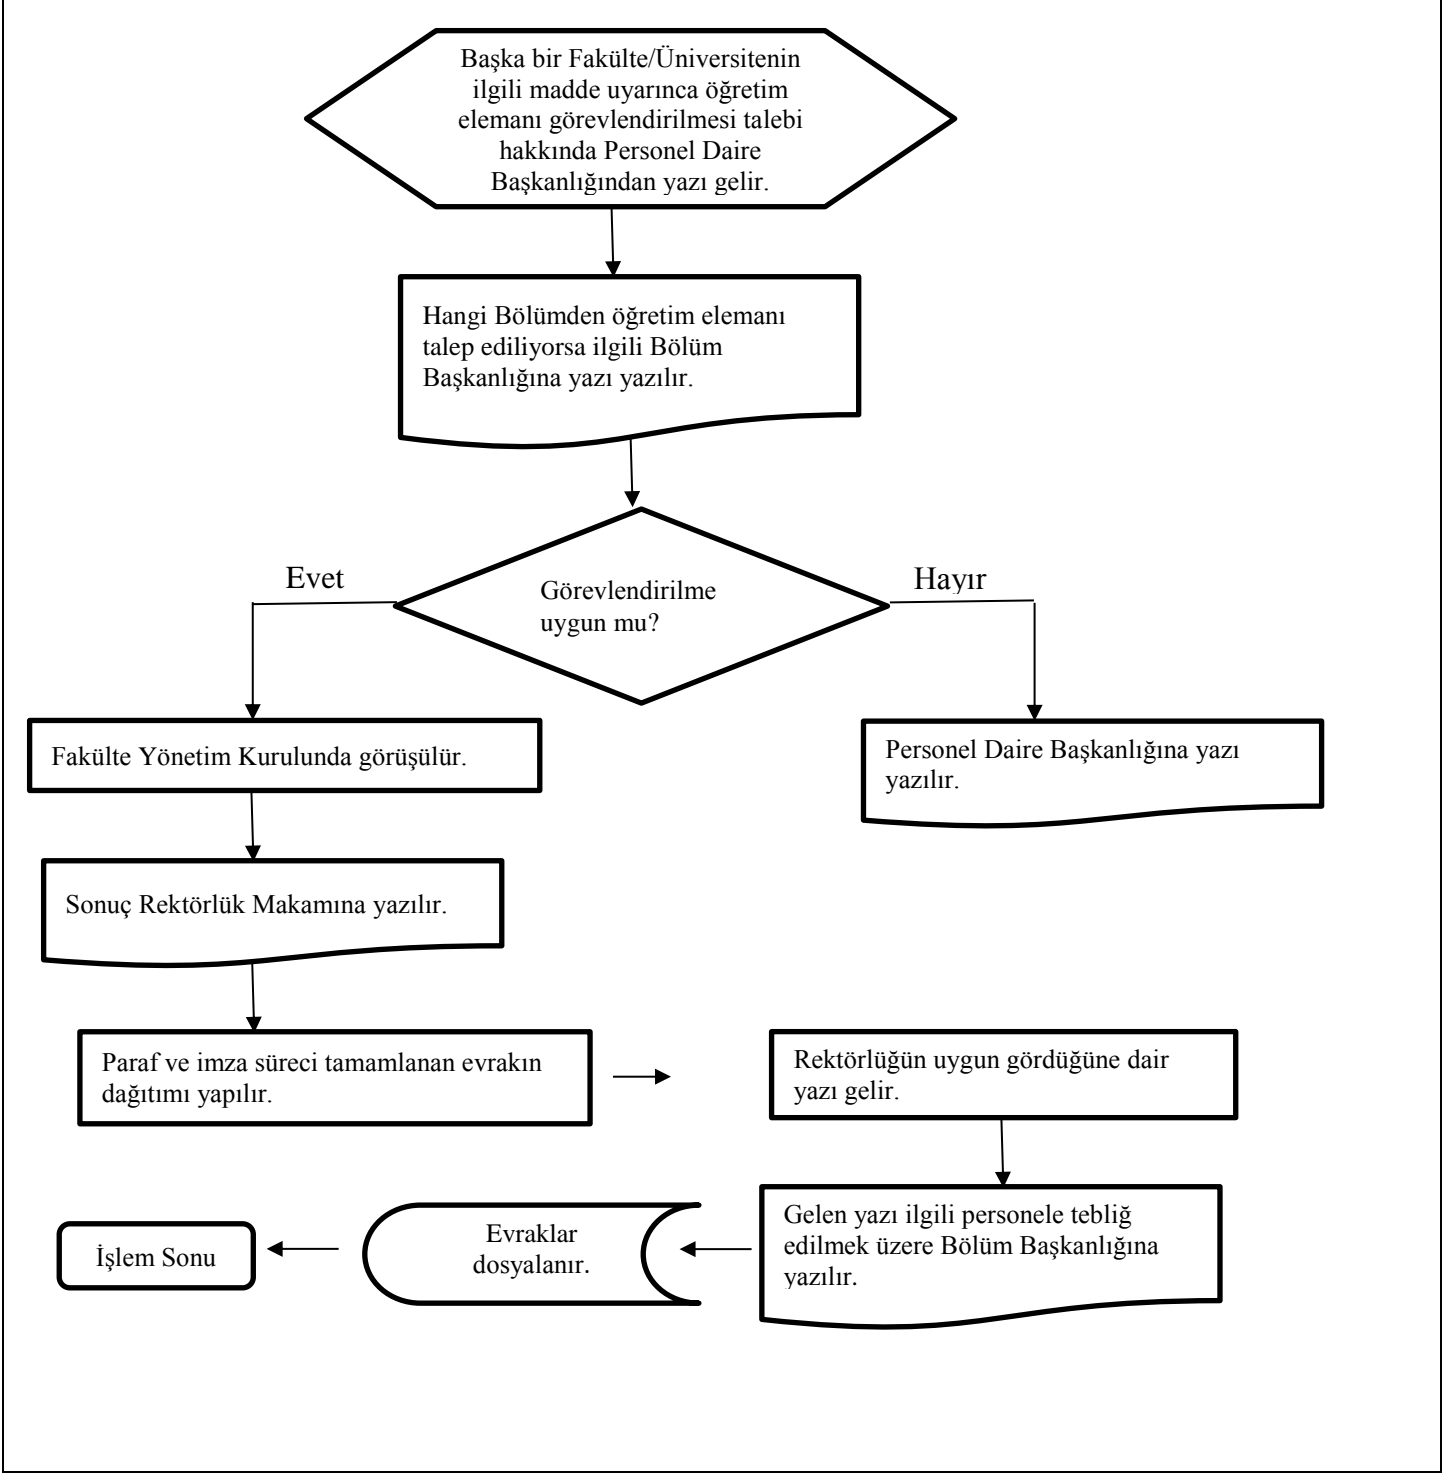 Başka bir Fakülte/Üniversitenin
ilgili madde uyarınca öğretim
elemanı görevlendirilmesi talebi
hakkında Personel Daire
Başkanlığından yazı gelir.
Hangi Bölümden öğretim elemanı
talep ediliyorsa ilgili Bölüm
Başkanlığına yazı yazılır.
Evet
Görevlendirilme
uygun mu?
Hayır
Fakülte Yönetim Kurulunda görüşülür.
Personel Daire Başkanlığına yazı
yazılır.
Sonuç Rektörlük Makamına yazılır.
Paraf ve imza süreci tamamlanan evrakın
dağıtımı yapılır.
Rektörlüğün uygun gördüğüne dair
yazı gelir.
Gelen yazı ilgili personele tebliğ
edilmek üzere Bölüm Başkanlığına
yazılır.
Evraklar
dosyalanır.
İşlem Sonu